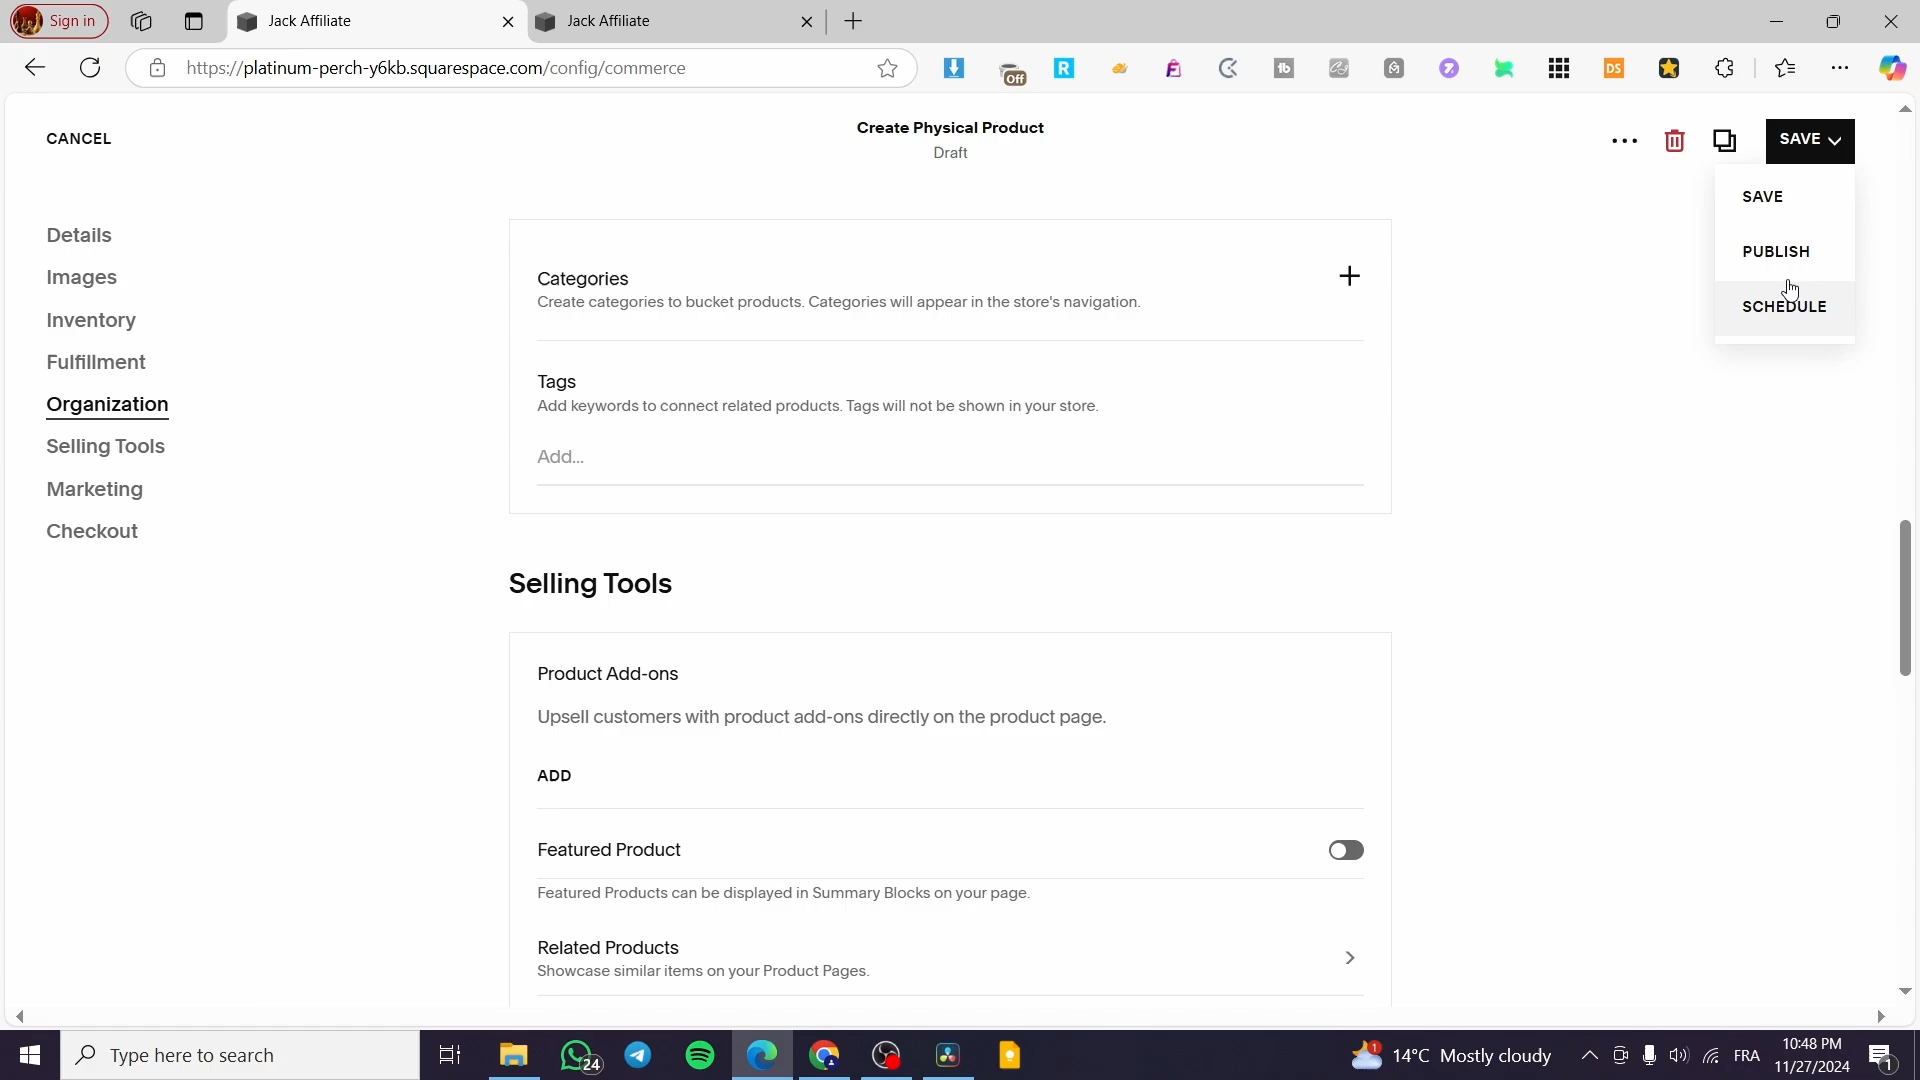 Sign in
Jack Affiliate
Jack Affiliate
https://platinum-perch-y6kb.squarespace.com/config/commerce
Off
R
tb
DS
CANCEL
Create Physical Product
Draft
SAVE
SAVE
PUBLISH
SCHEDULE
Details
Images
Inventory
Fulfillment
Organization
Selling Tools
Marketing
Checkout
Categories
Create categories to bucket products. Categories will appear in the store's navigation.
Tags
Add keywords to connect related products. Tags will not be shown in your store.
Add...
Selling Tools
Product Add-ons
Upsell customers with product add-ons directly on the product page.
ADD
Featured Product
Featured Products can be displayed in Summary Blocks on your page.
Related Products
Showcase similar items on your Product Pages.
Type here to search
24
1
14°C Mostly cloudy
FRA
10:48 PM
11/27/2024
1